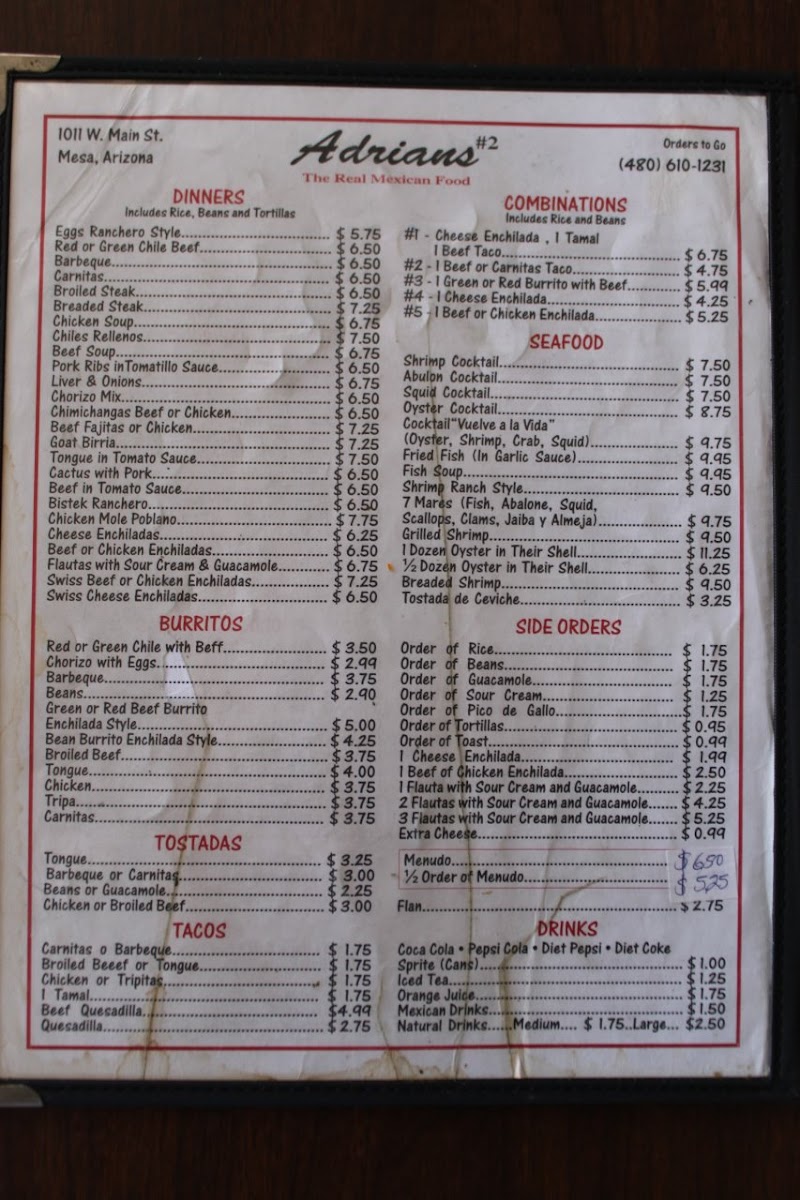 1011 W. Main St.
Mesa, Arizona
Adrians #2
The Real Mexican Food
Orders to Go
(480) 610-1231
DINNERS
Includes Rice, Beans and Tortillas
Eggs Ranchero Style $ 5.75
Red or Green Chile Beef $ 6.50
Barbeque $ 6.50
Carnitas $ 6.50
Broiled Steak $ 6.50
Breaded Steak $ 7.25
Chicken Soup $ 6.75
Chiles Rellenos $ 7.50
Beef Soup $ 6.75
Pork Ribs inTomatillo Sauce $ 6.50
Liver & Onions $ 6.75
Chorizo Mix $ 6.50
Chimichangas Beef or Chicken $ 6.50
Beef Fajitas or Chicken $ 7.25
Goat Birria $ 7.25
Tongue in Tomato Sauce $ 7.50
Cactus with Pork $ 6.50
Beef in Tomato Sauce $ 6.50
Bistek Ranchero $ 6.50
Chicken Mole Poblano $ 7.75
Cheese Enchiladas $ 6.25
Beef or Chicken Enchiladas $ 6.50
Flautas with Sour Cream & Guacamole $ 6.75
Swiss Beef or Chicken Enchiladas $ 7.25
Swiss Cheese Enchiladas $ 6.50
BURRITOS
Red or Green Chile with Beff $ 3.50
Chorizo with Eggs $ 2.99
Barbeque $ 3.75
Beans $ 2.90
Green or Red Beef Burrito
Enchilada Style $ 5.00
Bean Burrito Enchilada Style $ 4.25
Broiled Beef $ 3.75
Tongue $ 4.00
Chicken $ 3.75
Tripa $ 3.75
Carnitas $ 3.75
TOSTADAS
Tongue $ 3.25
Barbeque or Carnitas $ 3.00
Beans or Guacamole $ 2.25
Chicken or Broiled Beef $ 3.00
TACOS
Carnitas o Barbeque $ 1.75
Broiled Beeef or Tongue $ 1.75
Chicken or Tripitas $ 1.75
1 Tamal $ 1.75
Beef Quesadilla $4.99
Quesadilla $ 2.75
COMBINATIONS
Includes Rice and Beans
#1 - Cheese Enchilada , 1 Tamal
1 Beef Taco $ 6.75
#2 - 1 Beef or Carnitas Taco $ 4.75
#3 - 1 Green or Red Burrito with Beef $ 5.99
#4 - 1 Cheese Enchilada $ 4.25
#5 - 1 Beef or Chicken Enchilada $ 5.25
SEAFOOD
Shrimp Cocktail $ 7.50
Abulon Cocktail $ 7.50
Squid Cocktail $ 7.50
Oyster Cocktail $ 8.75
Cocktail"Vuelve a la Vida"
(Oyster, Shrimp, Crab, Squid) $ 9.75
Fried Fish (In Garlic Sauce) $ 9.95
Fish Soup $ 9.95
Shrimp Ranch Style $ 9.50
7 Mares (Fish, Abalone, Squid,
Scallops, Clams, Jaiba y Almeja) $ 9.75
Grilled Shrimp $ 9.50
1 Dozen Oyster in Their Shell $ 11.25
½ Dozen Oyster in Their Shell $ 6.25
Breaded Shrimp $ 9.50
Tostada de Ceviche $ 3.25
SIDE ORDERS
Order of Rice $ 1.75
Order of Beans $ 1.75
Order of Guacamole $ 1.75
Order of Sour Cream $ 1.25
Order of Pico de Gallo $ 1.75
Order of Tortillas $ 0.95
Order of Toast $ 0.99
1 Cheese Enchilada $ 1.99
1 Beef of Chicken Enchilada $ 2.50
1 Flauta with Sour Cream and Guacamole $ 2.25
2 Flautas with Sour Cream and Guacamole $ 4.25
3 Flautas with Sour Cream and Guacamole $ 5.25
Extra Cheese $ 0.99
Menudo $ 6.50
½ Order of Menudo $ 5.25
Flan $ 2.75
DRINKS
Coca Cola • Pepsi Cola • Diet Pepsi • Diet Coke
Sprite (Cans) $ 1.00
Iced Tea $ 1.25
Orange Juice $ 1.75
Mexican Drinks $ 1.50
Natural Drinks Medium $ 1.75 Large $2.50